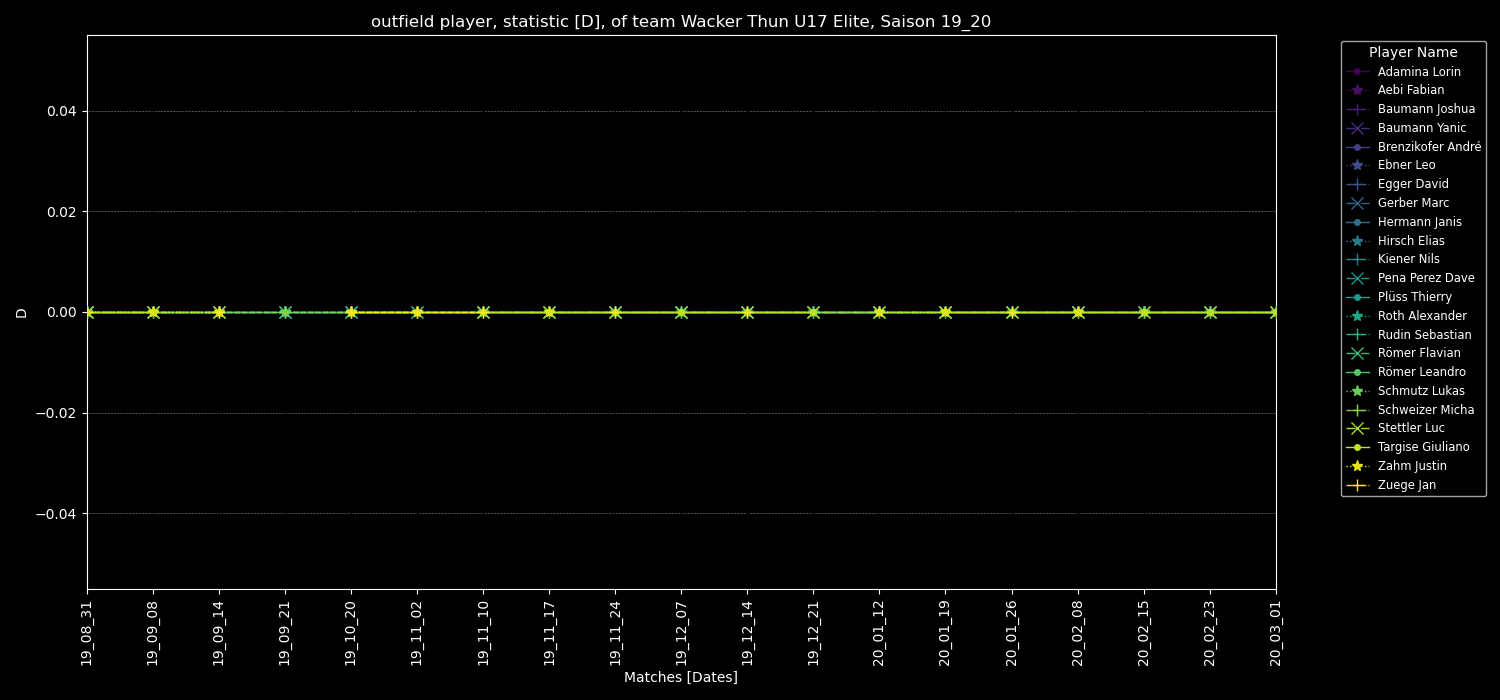 outfield player, statistic [D], of team Wacker Thun U17 Elite, Saison 19_20
D
0.04
0.02
0.00
−0.02
−0.04
19_08_31
19_09_08
19_09_14
19_09_21
19_10_20
19_11_02
19_11_10
19_11_17
19_11_24
19_12_07
19_12_14
19_12_21
20_01_12
20_01_19
20_01_26
20_02_08
20_02_15
20_02_23
20_03_01
Matches [Dates]
Player Name
Adamina Lorin
Aebi Fabian
Baumann Joshua
Baumann Yanic
Brenzikofer André
Ebner Leo
Egger David
Gerber Marc
Hermann Janis
Hirsch Elias
Kiener Nils
Pena Perez Dave
Plüss Thierry
Roth Alexander
Rudin Sebastian
Römer Flavian
Römer Leandro
Schmutz Lukas
Schweizer Micha
Stettler Luc
Targise Giuliano
Zahm Justin
Zuege Jan